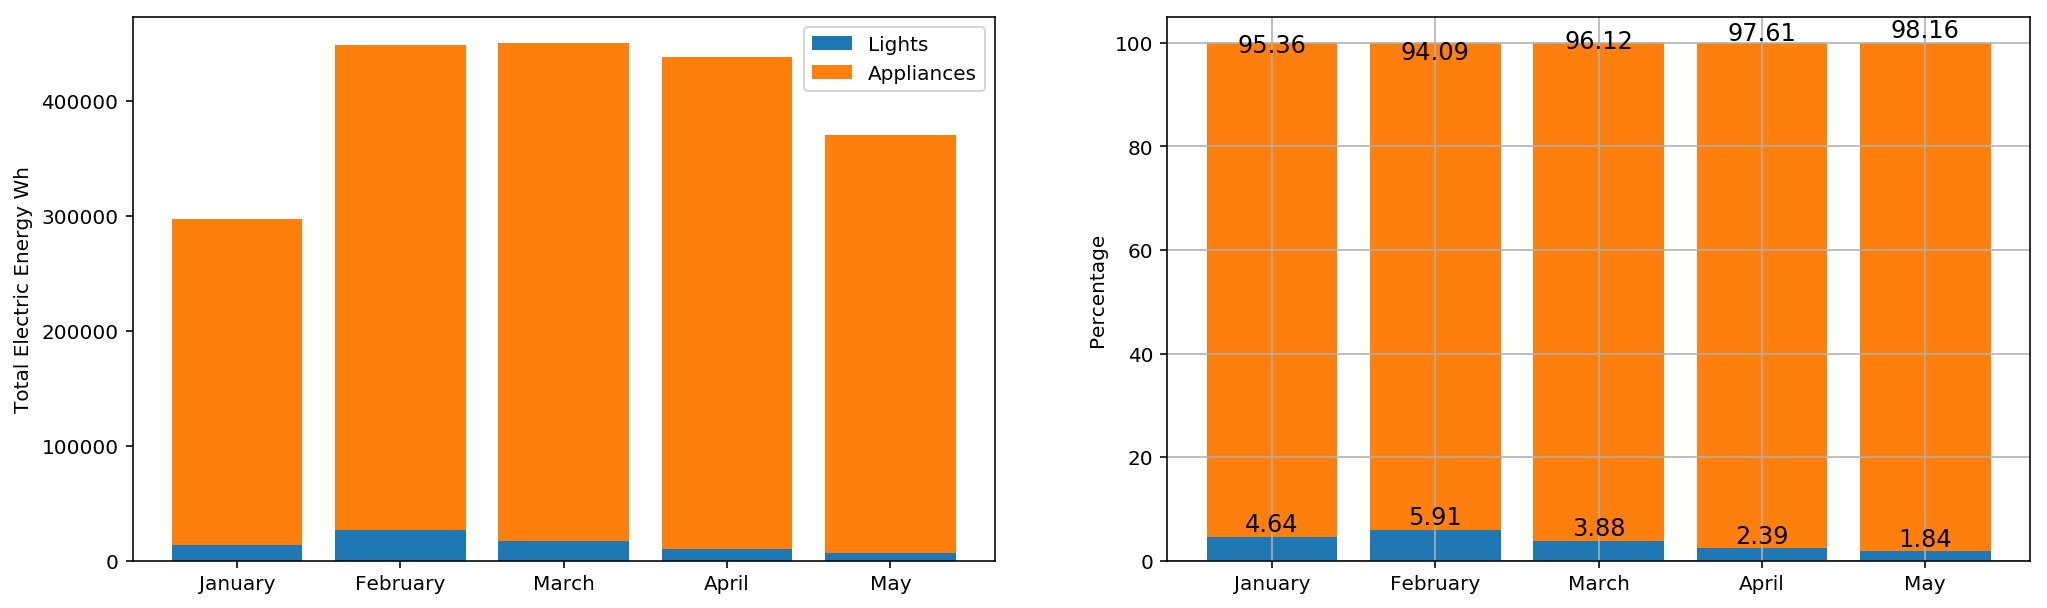 Lights
Appliances
400000
300000
200000
100000
0
Total Electric Energy Wh
January February March April May
95.36 94.09 96.12 97.61 98.16
100
80
60
40
20
0
Percentage
4.64 5.91 3.88 2.39 1.84
January February March April May